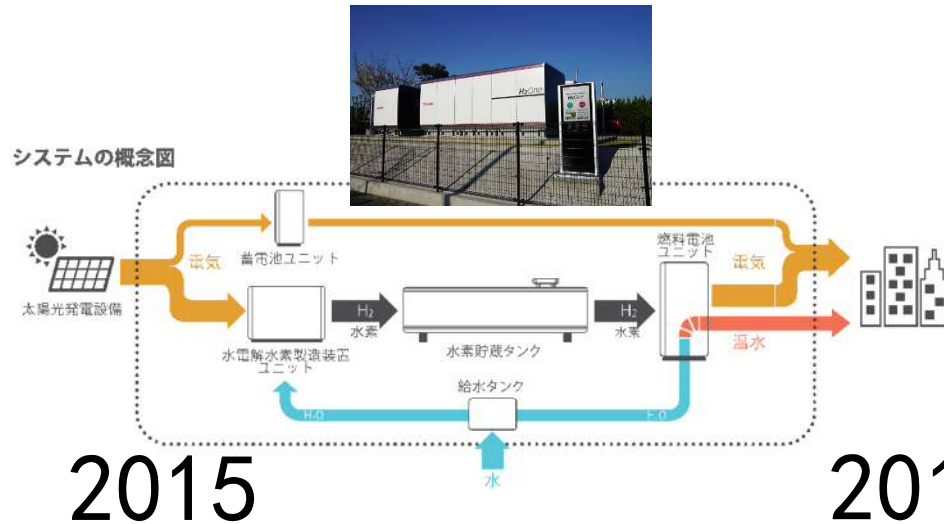 H2One
システムの概念図
電気
蓄電池ユニット
燃料電池
ユニット
電気
太陽光発電設備
H₂
水素
H₂
水素
水素貯蔵タンク
温水
水電解水素製造装置
ユニット
給水タンク
H₂O
H₂O
水
2015
201